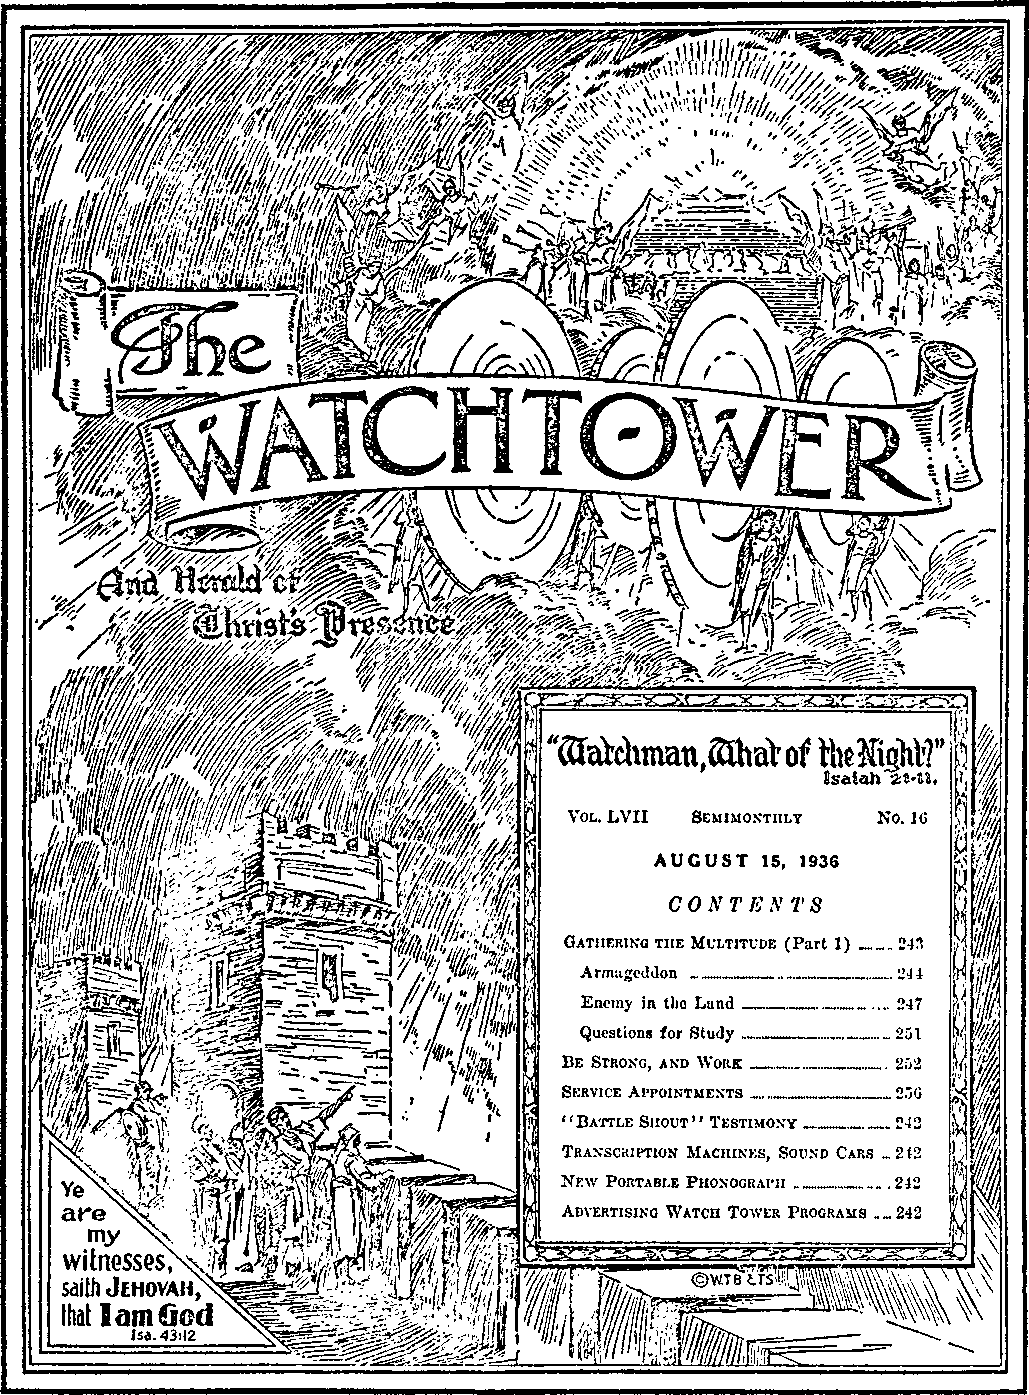 The
WATCHTOWER
And Herald of
Christ's Presence
"Watchman, What of the Night?"
Isaiah 21:11.
VOL. LVII SEMIMONTHLY No. 16
AUGUST 15, 1936
CONTENTS
GATHERING THE MULTITUDE (Part 1) ........ 243
Armageddon ........ 244
Enemy in the Land ........ 247
Questions for Study ........ 251
BE STRONG, AND WORK ........ 252
SERVICE APPOINTMENTS ........ 256
"BATTLE SHOUT" TESTIMONY ........ 242
TRANSCRIPTION MACHINES, SOUND CARS .. 242
NEW PORTABLE PHONOGRAPH ........ 242
ADVERTISING WATCH TOWER PROGRAMS .... 242
© W.T.B. & T.S.
Ye
are
my
witnesses,
saith JEHOVAH,
that I am God
Isa. 43:12